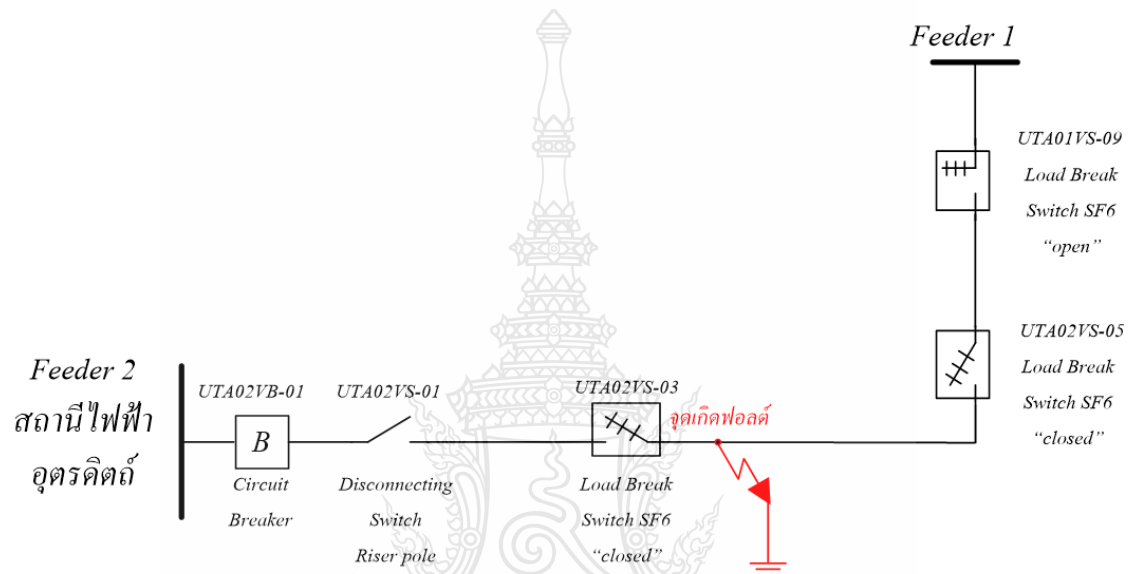 Feeder 1
UTA01VS-09
Load Break
Switch SF6
“open”
UTA02VS-05
Load Break
Switch SF6
“closed”
Feeder 2
สถานีไฟฟ้า
อุตรดิตถ์
UTA02VB-01
B
Circuit
Breaker
UTA02VS-01
Disconnecting
Switch
Riser pole
UTA02VS-03
Load Break
Switch SF6
“closed”
จุดเกิดฟอลต์